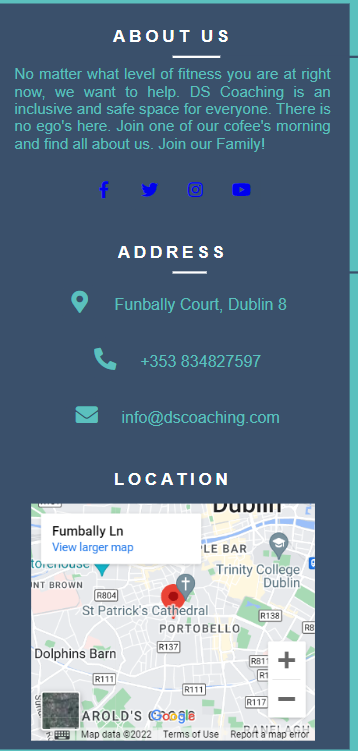 ABOUT US
No matter what level of fitness you are at right
now, we want to help. DS Coaching is an
inclusive and safe space for everyone. There is
no ego's here. Join one of our cofee's morning
and find all about us. Join our Family!
ADDRESS
Funbally Court, Dublin 8
+353 834827597
info@dscoaching.com
LOCATION
Dublin
Fumbally Ln
View larger map
PLE BAR
torehouse
Trinity College
Dublin
UNT BROWN
R804
St Patrick's Cathedral
R138
PORTOBELLO
R137
Dolphins Barn
R811
R111
R111
R117
HAROLD'S
Google
RANELAGH
Map data ©2022 Terms of Use Report a map error